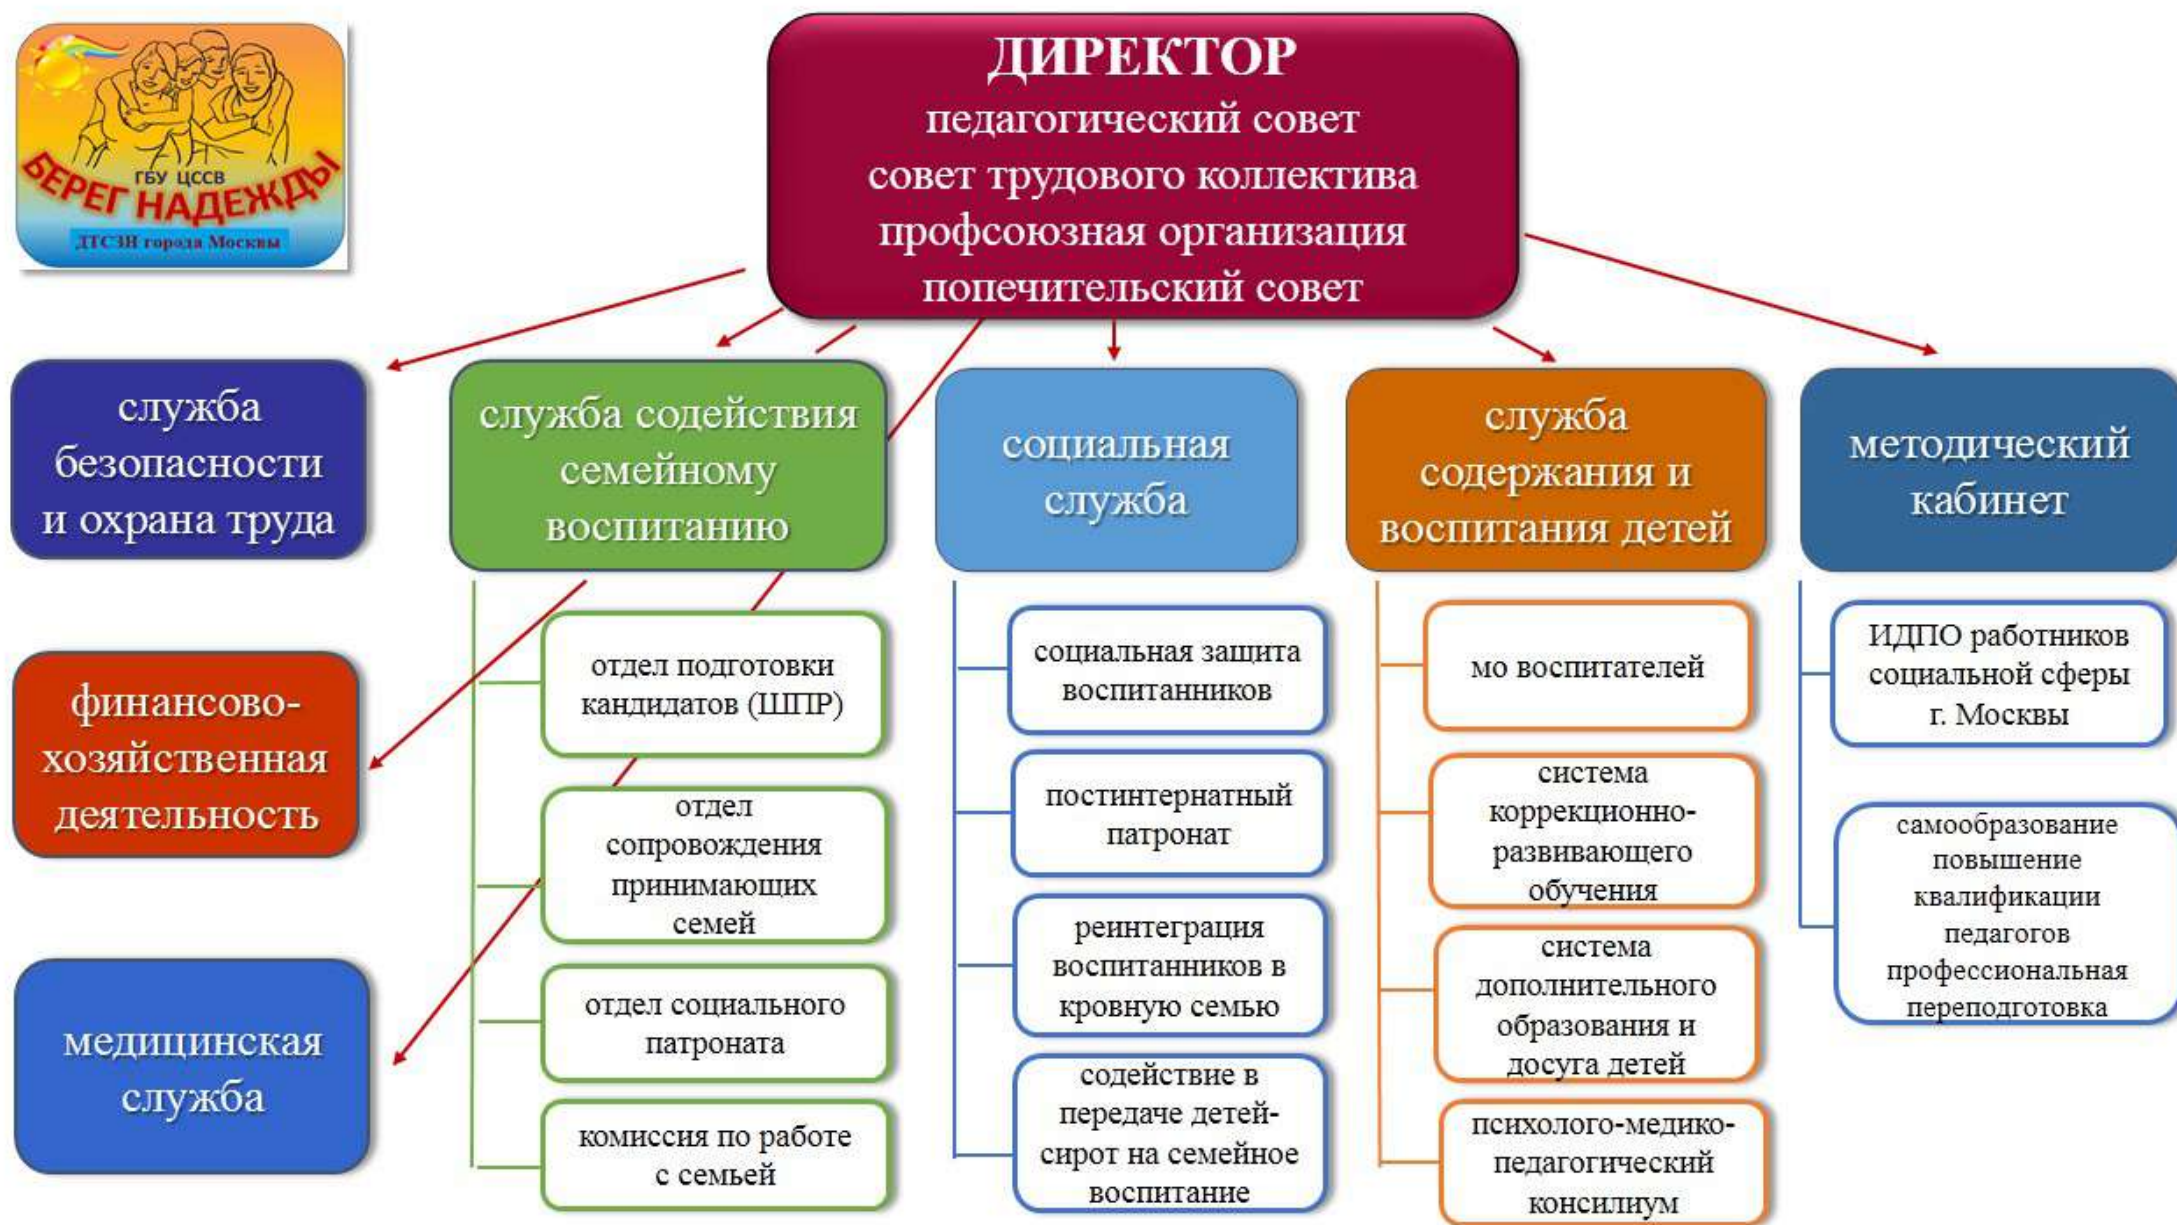 ГБУ ЦССВ
БЕРЕГ НАДЕЖДЫ
ДТСЗН города Москвы
ДИРЕКТОР
педагогический совет
совет трудового коллектива
профсоюзная организация
попечительский совет
служба
безопасности
и охрана труда
финансово-
хозяйственная
деятельность
медицинская
служба
служба содействия
семейному
воспитанию
отдел подготовки
кандидатов (ШПР)
отдел
сопровождения
принимающих
семей
отдел социального
патроната
комиссия по работе
с семьей
социальная
служба
социальная защита
воспитанников
постинтернатный
патронат
реинтеграция
воспитанников в
кровную семью
содействие в
передаче детей-
сирот на семейное
воспитание
служба
содержания и
воспитания детей
мо воспитателей
система
коррекционно-
развивающего
обучения
система
дополнительного
образования и
досуга детей
психолого-медико-
педагогический
консилиум
методический
кабинет
ИДПО работников
социальной сферы
г. Москвы
самообразование
повышение
квалификации
педагогов
профессиональная
переподготовка